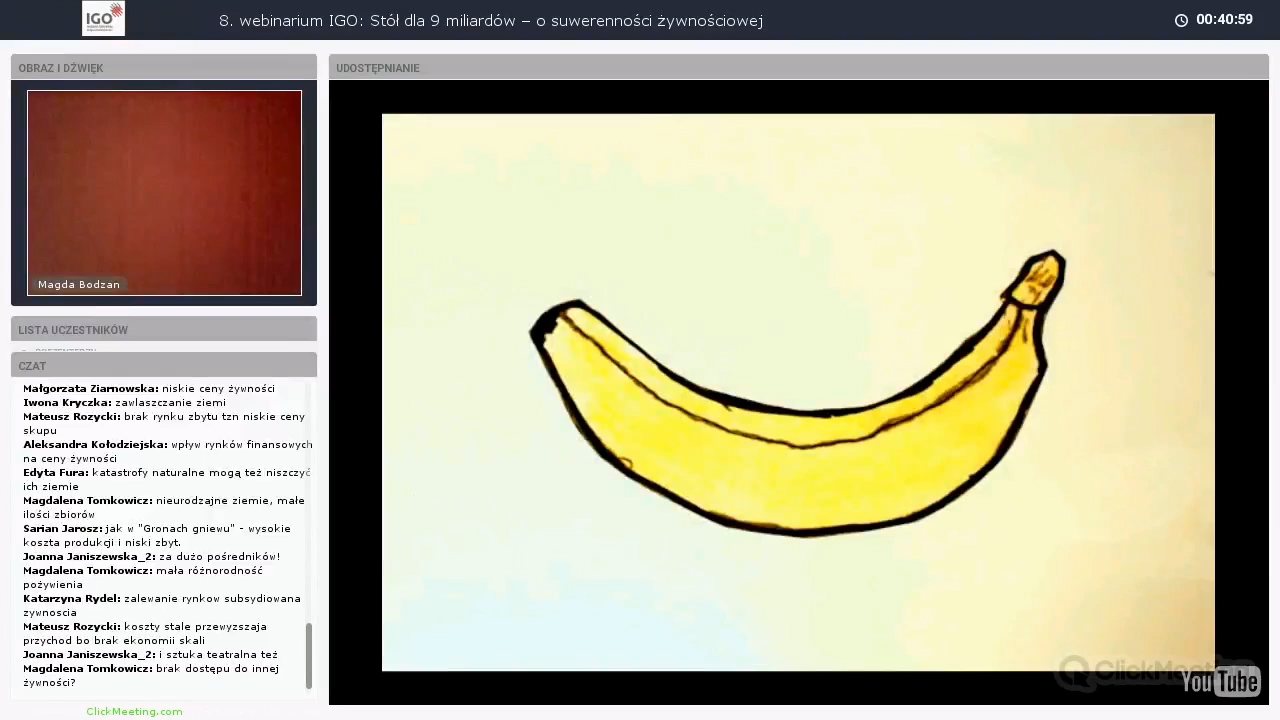 IGO
8. webinarium IGO: Stół dla 9 miliardów – o suwerenności żywnościowej
00:40:59
OBRAZ I DŹWIĘK
Magda Bodzan
LISTA UCZESTNIKÓW
CZAT
Małgorzata Ziarnowska: niskie ceny żywności
Iwona Kryczka: zawlaszczanie ziemi
Mateusz Rozycki: brak rynku zbytu tzn niskie ceny
skupu
Aleksandra Kołodziejska: wpływ rynków finansowych
na ceny żywności
Edyta Fura: katastrofy naturalne mogą też niszczyć
ich ziemie
Magdalena Tomkowicz: nieurodzajne ziemie, małe
ilości zbiorów
Sarian Jarosz: jak w "Gronach gniewu" - wysokie
koszta produkcji i niski zbyt.
Joanna Janiszewska_2: za dużo pośredników!
Magdalena Tomkowicz: mała różnorodność
pożywienia
Katarzyna Rydel: zalewanie rynkow subsydiowana
zywnoscia
Mateusz Rozycki: koszty stale przewyzszaja
przychod bo brak ekonomii skali
Joanna Janiszewska_2: i sztuka teatralna też
Magdalena Tomkowicz: brak dostępu do innej
żywności?
ClickMeeting.com
UDOSTĘPNIANIE
ClickMeeting
YouTube